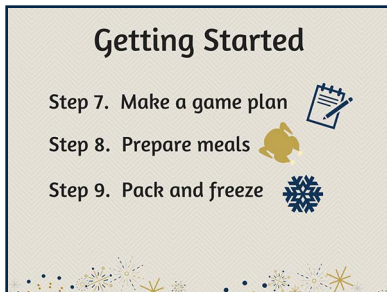 Getting Started
Step 7. Make a game plan
Step 8. Prepare meals
Step 9. Pack and freeze